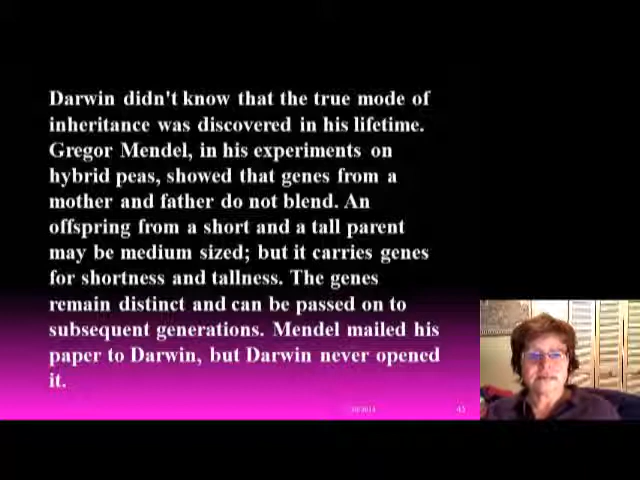 Darwin didn't know that the true mode of
inheritance was discovered in his lifetime.
Gregor Mendel, in his experiments on
hybrid peas, showed that genes from a
mother and father do not blend. An
offspring from a short and a tall parent
may be medium sized; but it carries genes
for shortness and tallness. The genes
remain distinct and can be passed on to
subsequent generations. Mendel mailed his
paper to Darwin, but Darwin never opened
it.